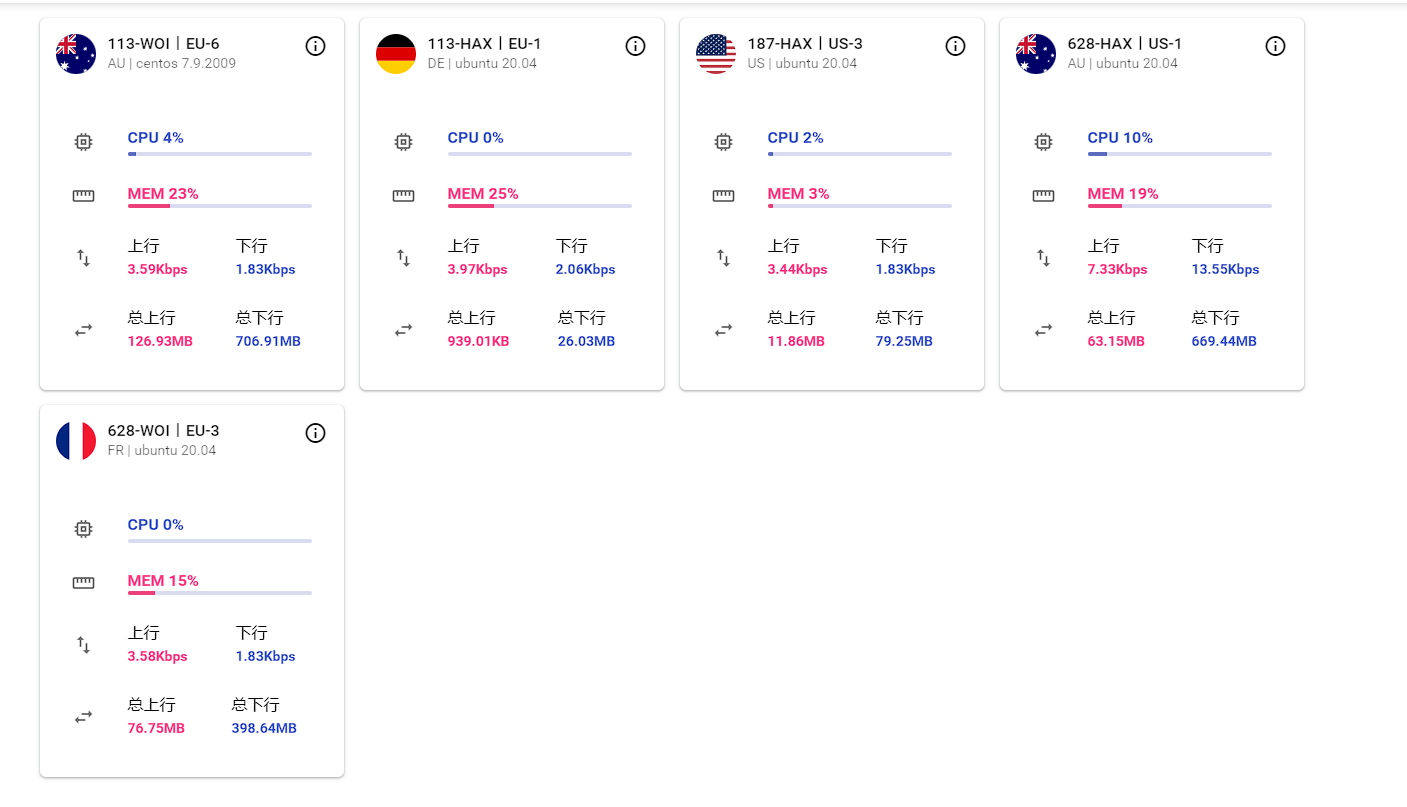 113-WOI | EU-6
AU | centos 7.9.2009
CPU 4%
MEM 23%
上行 下行
3.59Kbps 1.83Kbps
总上行 总下行
126.93MB 706.91MB
113-HAX | EU-1
DE | ubuntu 20.04
CPU 0%
MEM 25%
上行 下行
3.97Kbps 2.06Kbps
总上行 总下行
939.01KB 26.03MB
187-HAX | US-3
US | ubuntu 20.04
CPU 2%
MEM 3%
上行 下行
3.44Kbps 1.83Kbps
总上行 总下行
11.86MB 79.25MB
628-HAX | US-1
AU | ubuntu 20.04
CPU 10%
MEM 19%
上行 下行
7.33Kbps 13.55Kbps
总上行 总下行
63.15MB 669.44MB
628-WOI | EU-3
FR | ubuntu 20.04
CPU 0%
MEM 15%
上行 下行
3.58Kbps 1.83Kbps
总上行 总下行
76.75MB 398.64MB